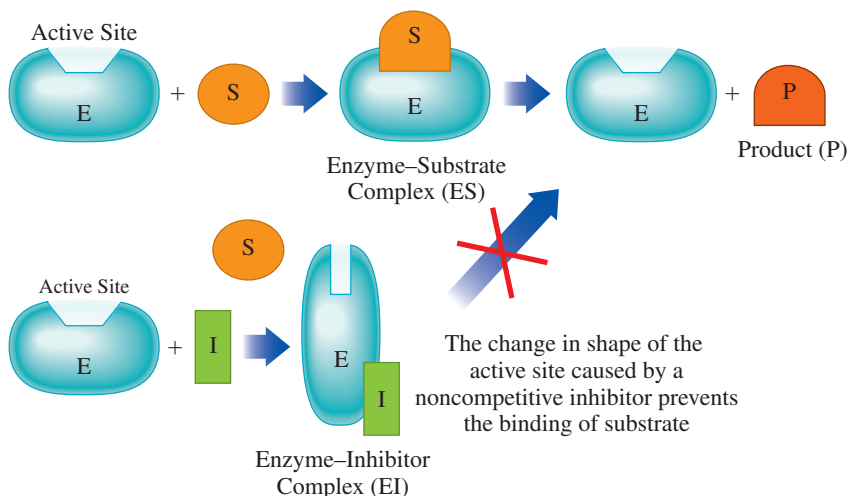 Active Site
E
+
S
S
E
Enzyme–Substrate
Complex (ES)
E
+
P
Product (P)
Active Site
E
+
I
S
E
I
Enzyme–Inhibitor
Complex (EI)
The change in shape of the
active site caused by a
noncompetitive inhibitor prevents
the binding of substrate